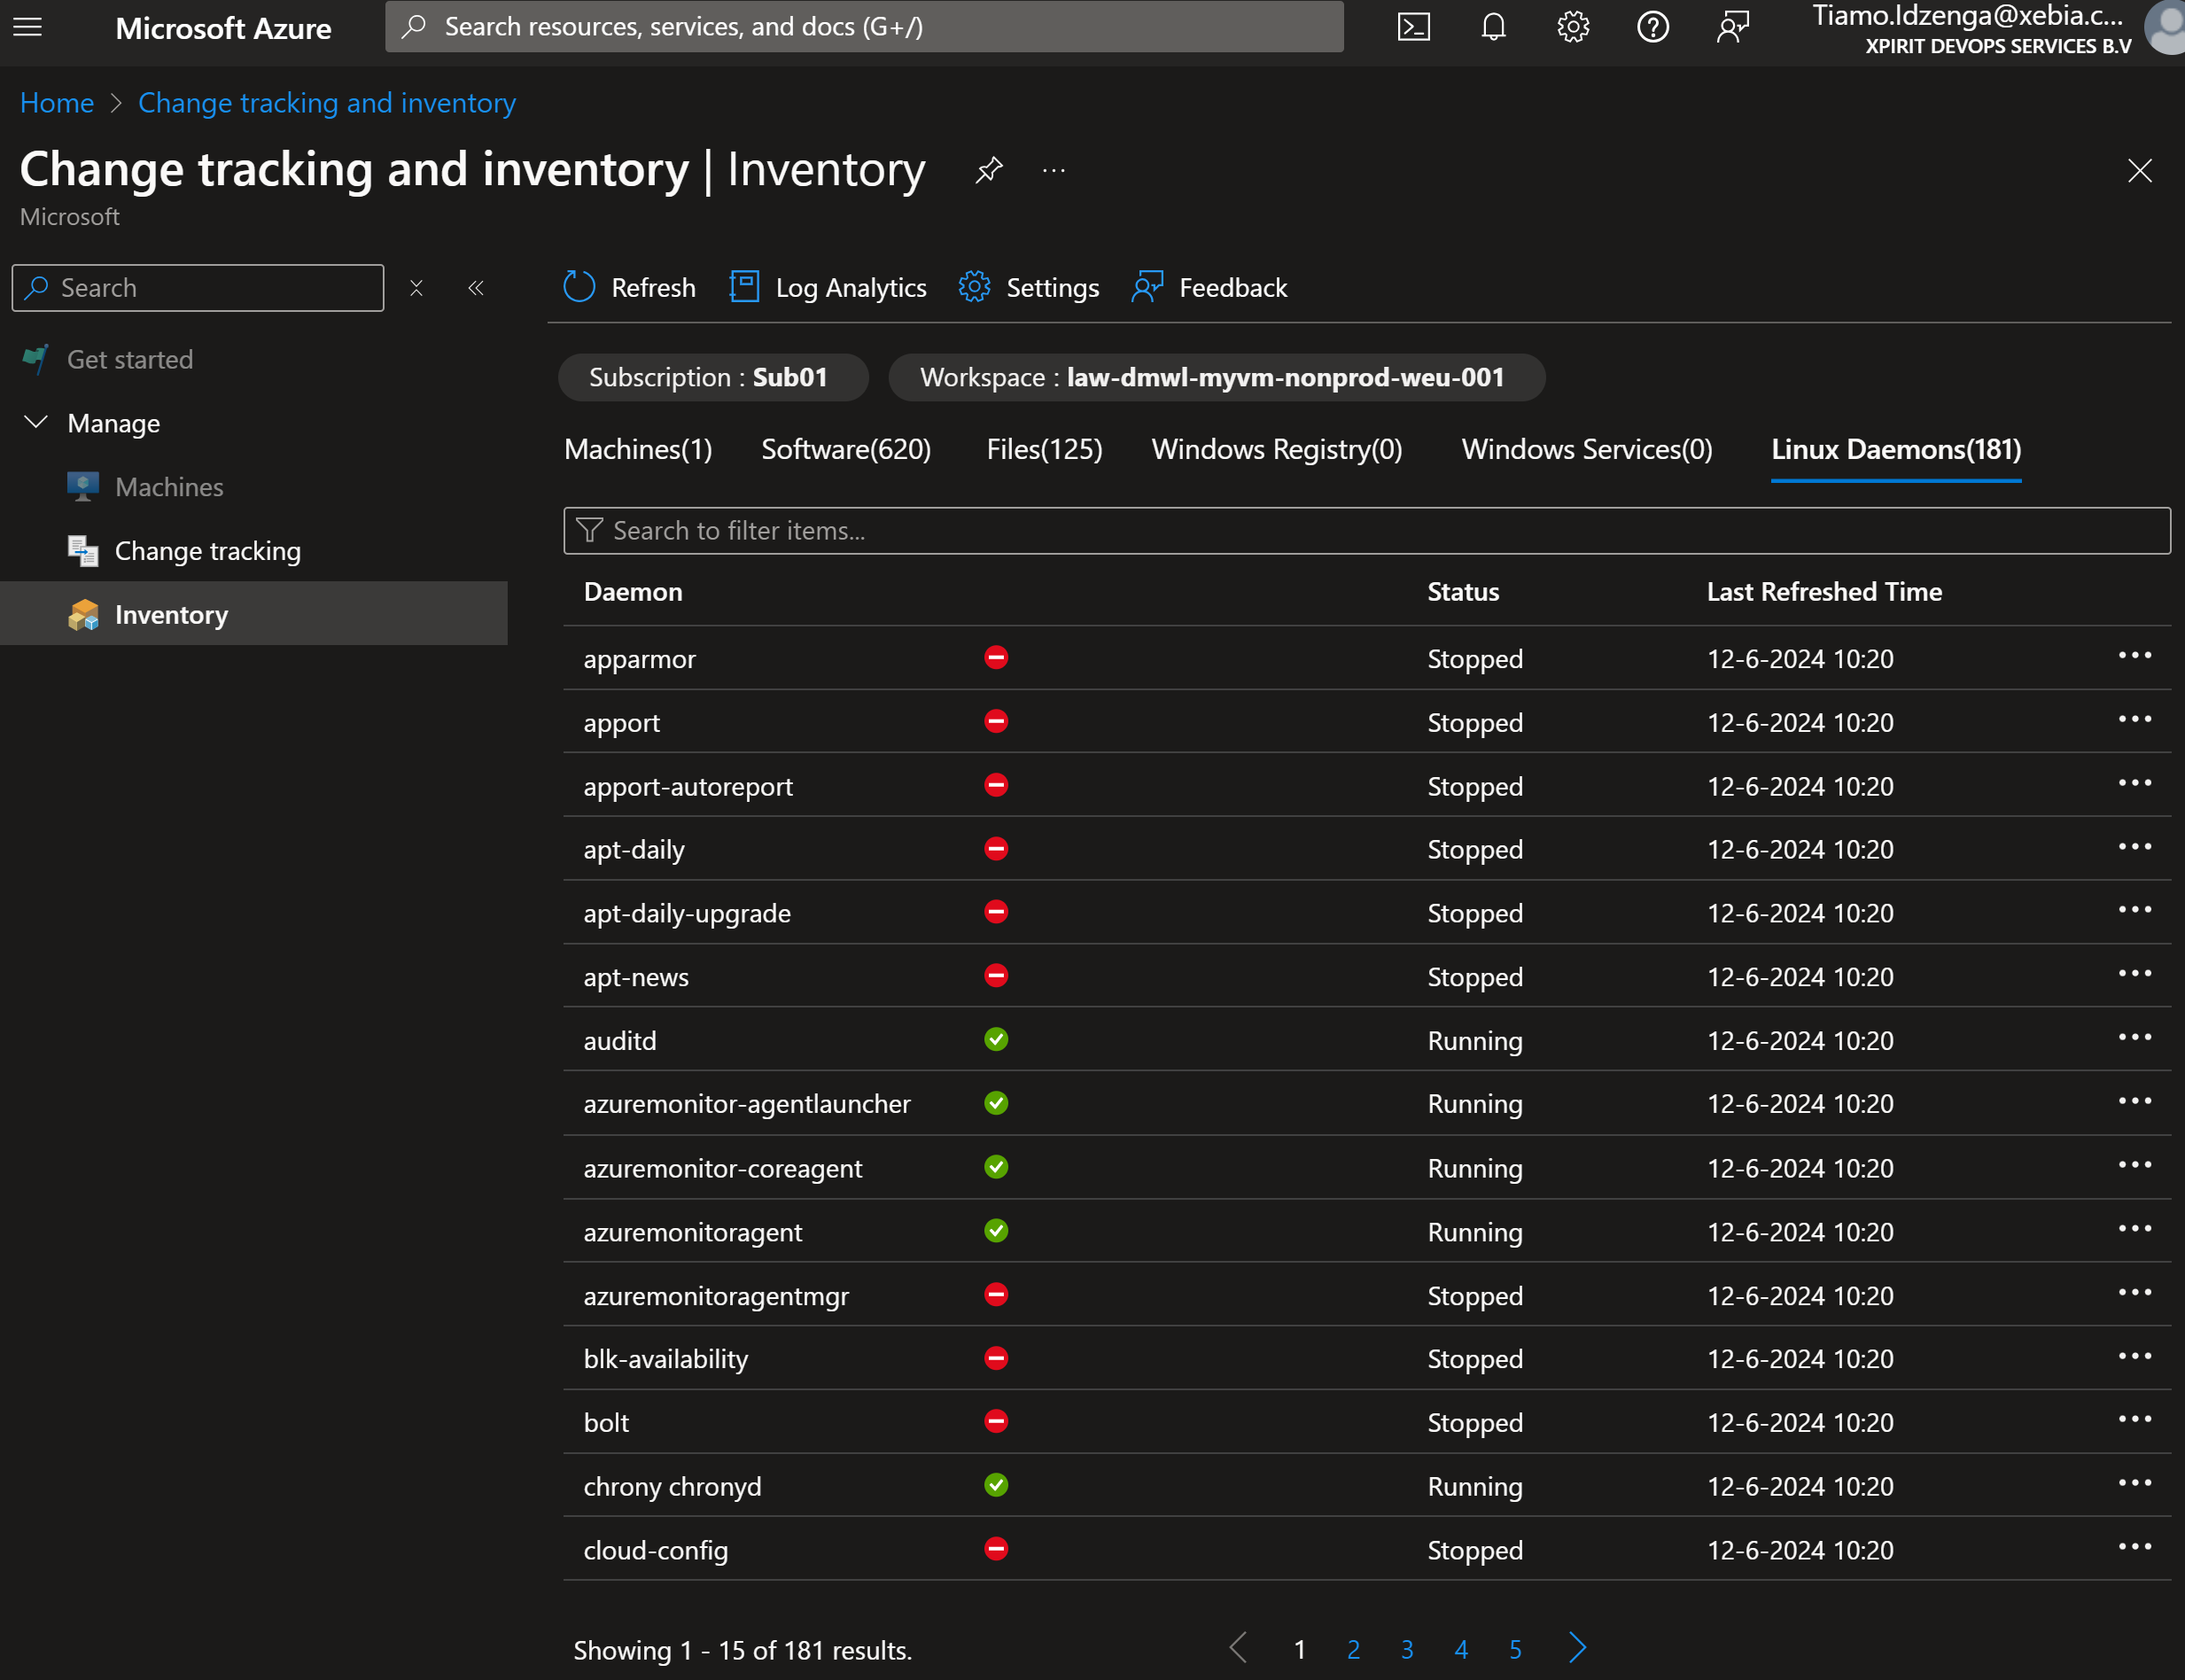 Microsoft Azure
Search resources, services, and docs (G+/)
Tiamo.Idzenga@xebia.c...
XPIRIT DEVOPS SERVICES B.V
Home > Change tracking and inventory
Change tracking and inventory | Inventory ...
Microsoft
Search
Get started
Manage
Machines
Change tracking
Inventory
Refresh Log Analytics Settings Feedback
Subscription : Sub01 Workspace : law-dmwl-myvm-nonprod-weu-001
Machines(1) Software(620) Files(125) Windows Registry(0) Windows Services(0) Linux Daemons(181)
Search to filter items...
Daemon Status Last Refreshed Time
apparmor Stopped 12-6-2024 10:20
apport Stopped 12-6-2024 10:20
apport-autoreport Stopped 12-6-2024 10:20
apt-daily Stopped 12-6-2024 10:20
apt-daily-upgrade Stopped 12-6-2024 10:20
apt-news Stopped 12-6-2024 10:20
auditd Running 12-6-2024 10:20
azuremonitor-agentlauncher Running 12-6-2024 10:20
azuremonitor-coreagent Running 12-6-2024 10:20
azuremonitoragent Running 12-6-2024 10:20
azuremonitoragentmgr Stopped 12-6-2024 10:20
blk-availability Stopped 12-6-2024 10:20
bolt Stopped 12-6-2024 10:20
chrony chronyd Running 12-6-2024 10:20
cloud-config Stopped 12-6-2024 10:20
Showing 1 - 15 of 181 results. 1 2 3 4 5